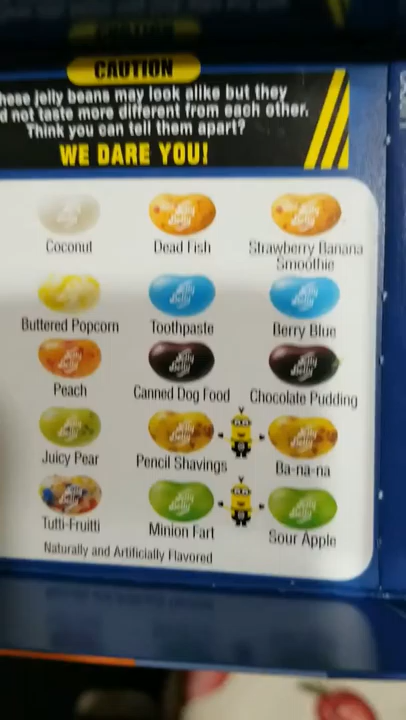 CAUTION
hese jelly beans may look alike but they
d not taste more different from each other.
Think you can tell them apart?
WE DARE YOU!
Coconut
Dead Fish
Strawberry Banana
Smoothie
Buttered Popcorn
Toothpaste
Berry Blue
Peach
Canned Dog Food
Chocolate Pudding
Juicy Pear
Pencil Shavings
Ba-na-na
Tutti-Fruitti
Minion Fart
Sour Apple
Naturally and Artificially Flavored